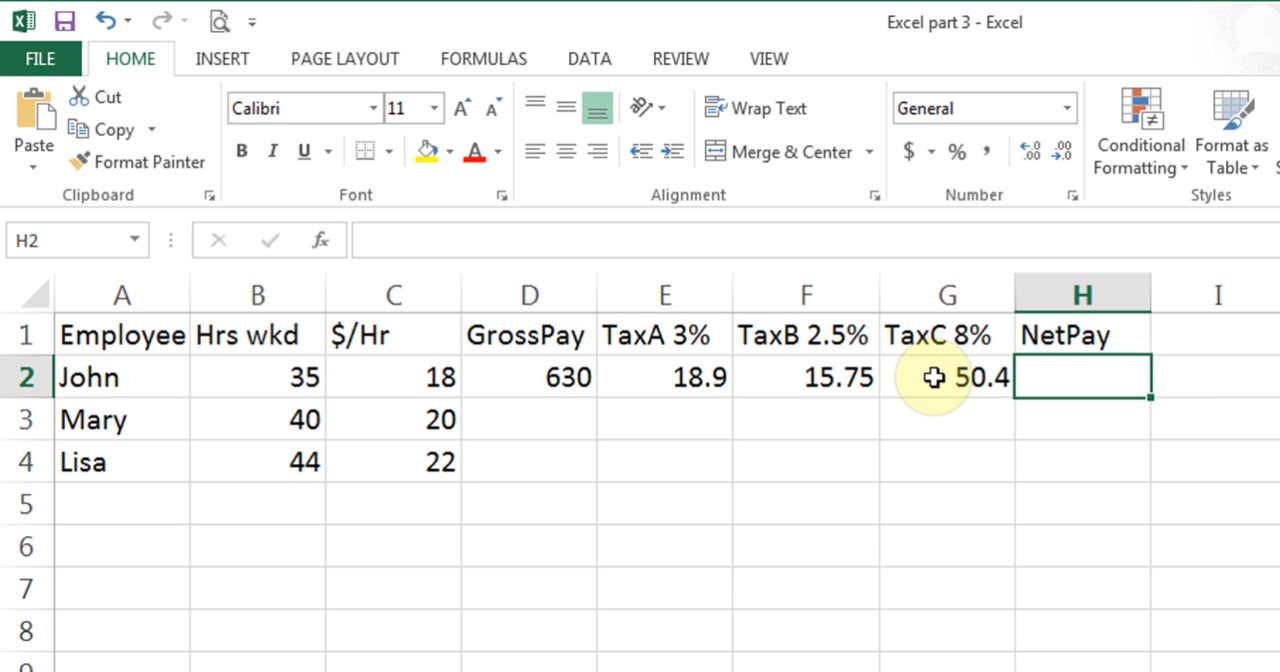 Excel part 3 - Excel
FILE HOME INSERT PAGE LAYOUT FORMULAS DATA REVIEW VIEW
Cut
Copy
Format Painter
Paste
Clipboard
Calibri 11
B I U A
Font
Wrap Text
Merge & Center
Alignment
General
$ % ,
Number
Conditional Formatting
Format as Table
Styles
H2 fx
A B C D E F G H I
1 Employee Hrs wkd $/Hr GrossPay TaxA 3% TaxB 2.5% TaxC 8% NetPay
2 John 35 18 630 18.9 15.75 50.4
3 Mary 40 20
4 Lisa 44 22
5
6
7
8
9